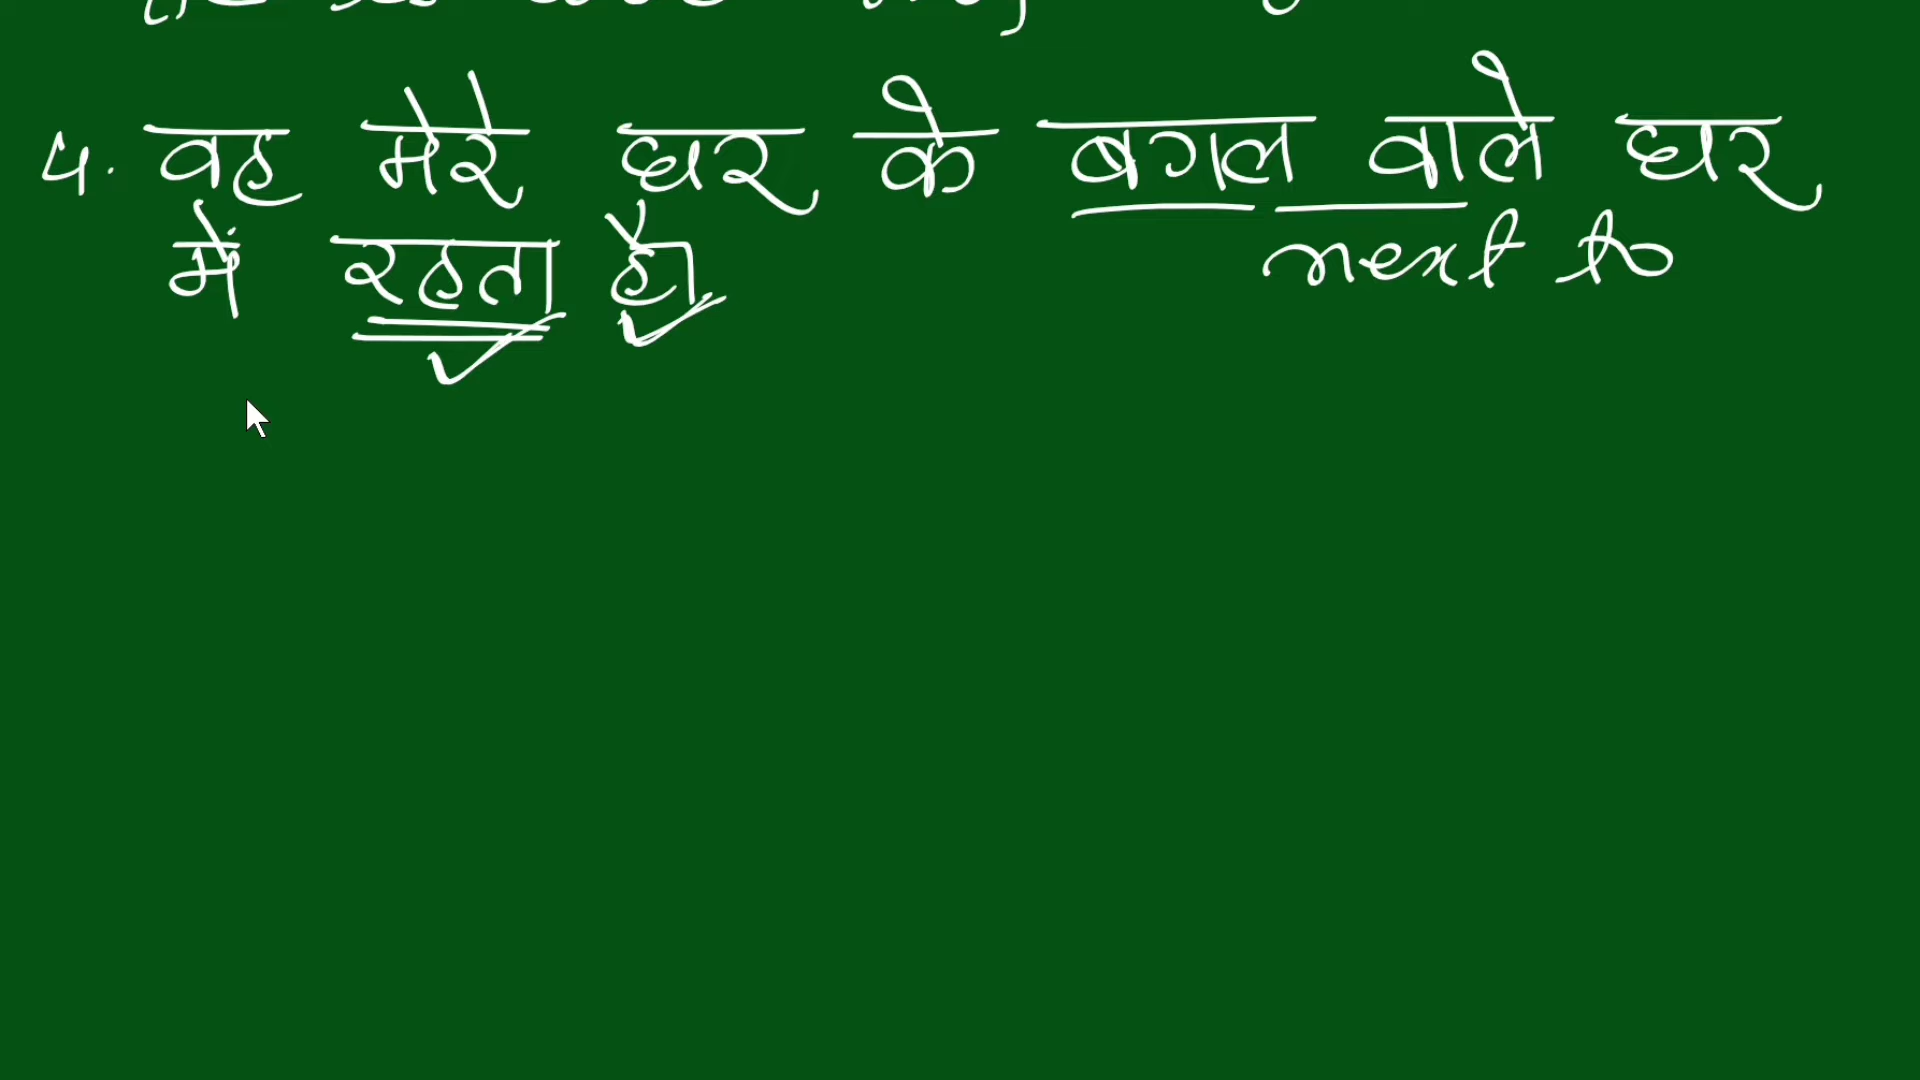 4. वह मेरे घर के बगल वाले घर
में रहता है।
next to